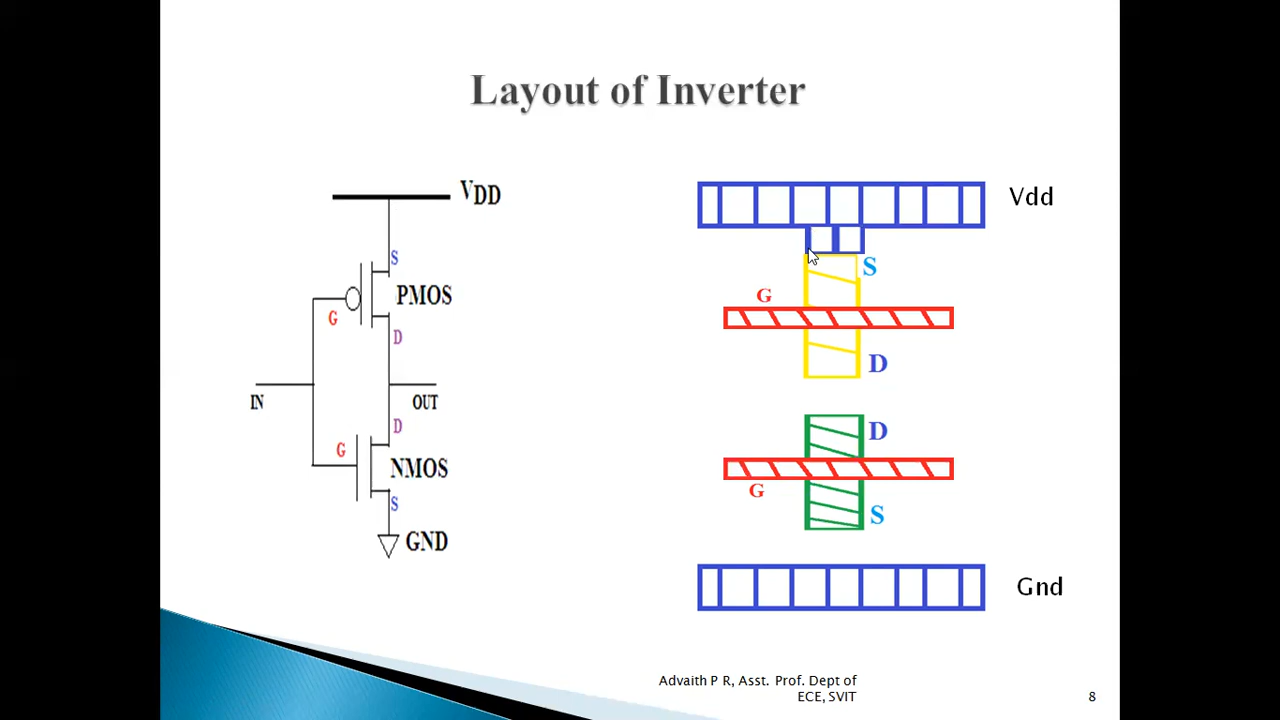 Layout of Inverter
VDD
S
PMOS
G
D
IN
OUT
D
G
NMOS
S
GND
Vdd
S
G
D
D
G
S
Gnd
Advaith P R, Asst. Prof. Dept of
ECE, SVIT
8